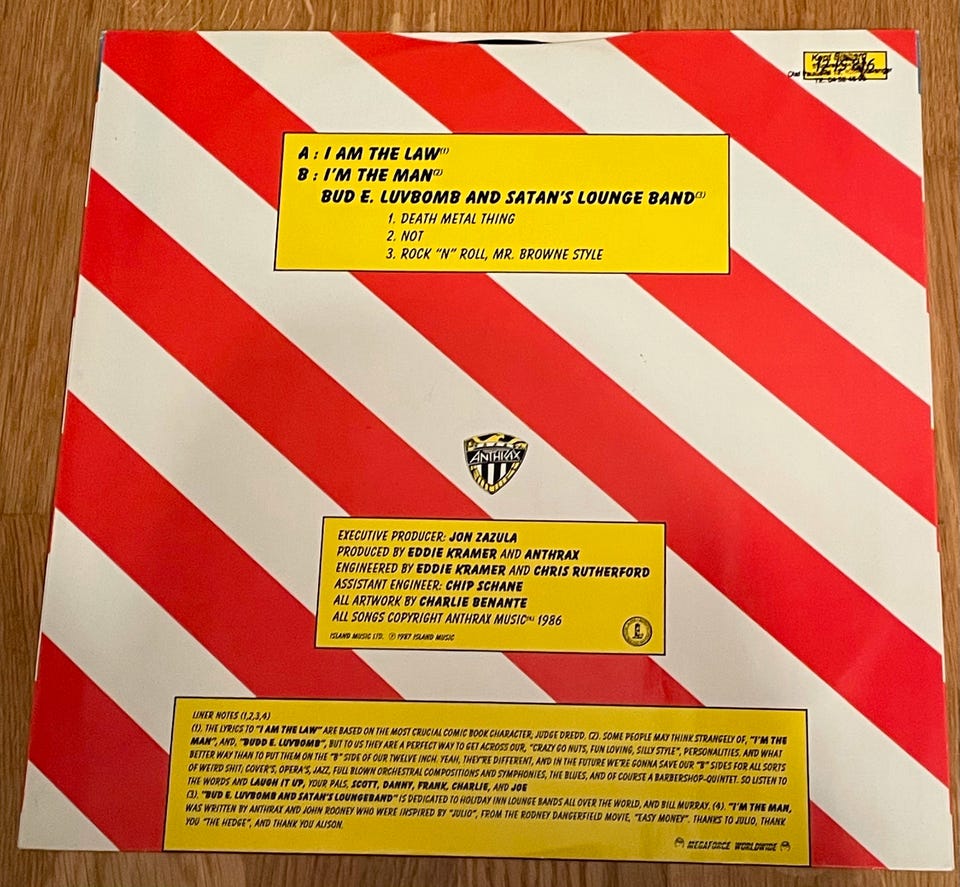 12-IS-316
A : I AM THE LAW(1)
B : I'M THE MAN(2)
BUD E. LUVBOMB AND SATAN'S LOUNGE BAND(3)
1. DEATH METAL THING
2. NOT
3. ROCK "N" ROLL, MR. BROWNE STYLE
ANTHRAX
EXECUTIVE PRODUCER: JON ZAZULA
PRODUCED BY EDDIE KRAMER AND ANTHRAX
ENGINEERED BY EDDIE KRAMER AND CHRIS RUTHERFORD
ASSISTANT ENGINEER: CHIP SCHANE
ALL ARTWORK BY CHARLIE BENANTE
ALL SONGS COPYRIGHT ANTHRAX MUSIC 1986
ISLAND MUSIC LTD. ℗ 1987 ISLAND MUSIC
LINER NOTES (1,2,3,4)
(1). THE LYRICS TO "I AM THE LAW" ARE BASED ON THE MOST CRUCIAL COMIC BOOK CHARACTER, JUDGE DREDD. (2). SOME PEOPLE MAY THINK STRANGELY OF, "I'M THE
MAN", AND, "BUDD E. LUVBOMB", BUT TO US THEY ARE A PERFECT WAY TO GET ACROSS OUR, "CRAZY GO NUTS, FUN LOVING, SILLY STYLE", PERSONALITIES. AND WHAT
BETTER WAY THAN TO PUT THEM ON THE "B" SIDE OF OUR TWELVE INCH. YEAH, THEY'RE DIFFERENT, AND IN THE FUTURE WE'RE GONNA SAVE OUR "B" SIDES FOR ALL SORTS
OF WEIRD SHIT; COVER'S, OPERA'S, JAZZ, FULL BLOWN ORCHESTRAL COMPOSITIONS AND SYMPHONIES, THE BLUES, AND OF COURSE A BARBERSHOP-QUINTET. SO LISTEN TO
THE WORDS AND LAUGH IT UP, YOUR PALS, SCOTT, DANNY, FRANK, CHARLIE, AND JOE
(3). "BUD E. LUVBOMB AND SATAN'S LOUNGEBAND" IS DEDICATED TO HOLIDAY INN LOUNGE BANDS ALL OVER THE WORLD, AND BILL MURRAY. (4). "I'M THE MAN,
WAS WRITTEN BY ANTHRAX AND JOHN ROONEY WHO WERE INSPIRED BY "JULIO", FROM THE RODNEY DANGERFIELD MOVIE, "EASY MONEY". THANKS TO JULIO, THANK
YOU "THE HEDGE", AND THANK YOU ALISON.
MEGAFORCE WORLDWIDE